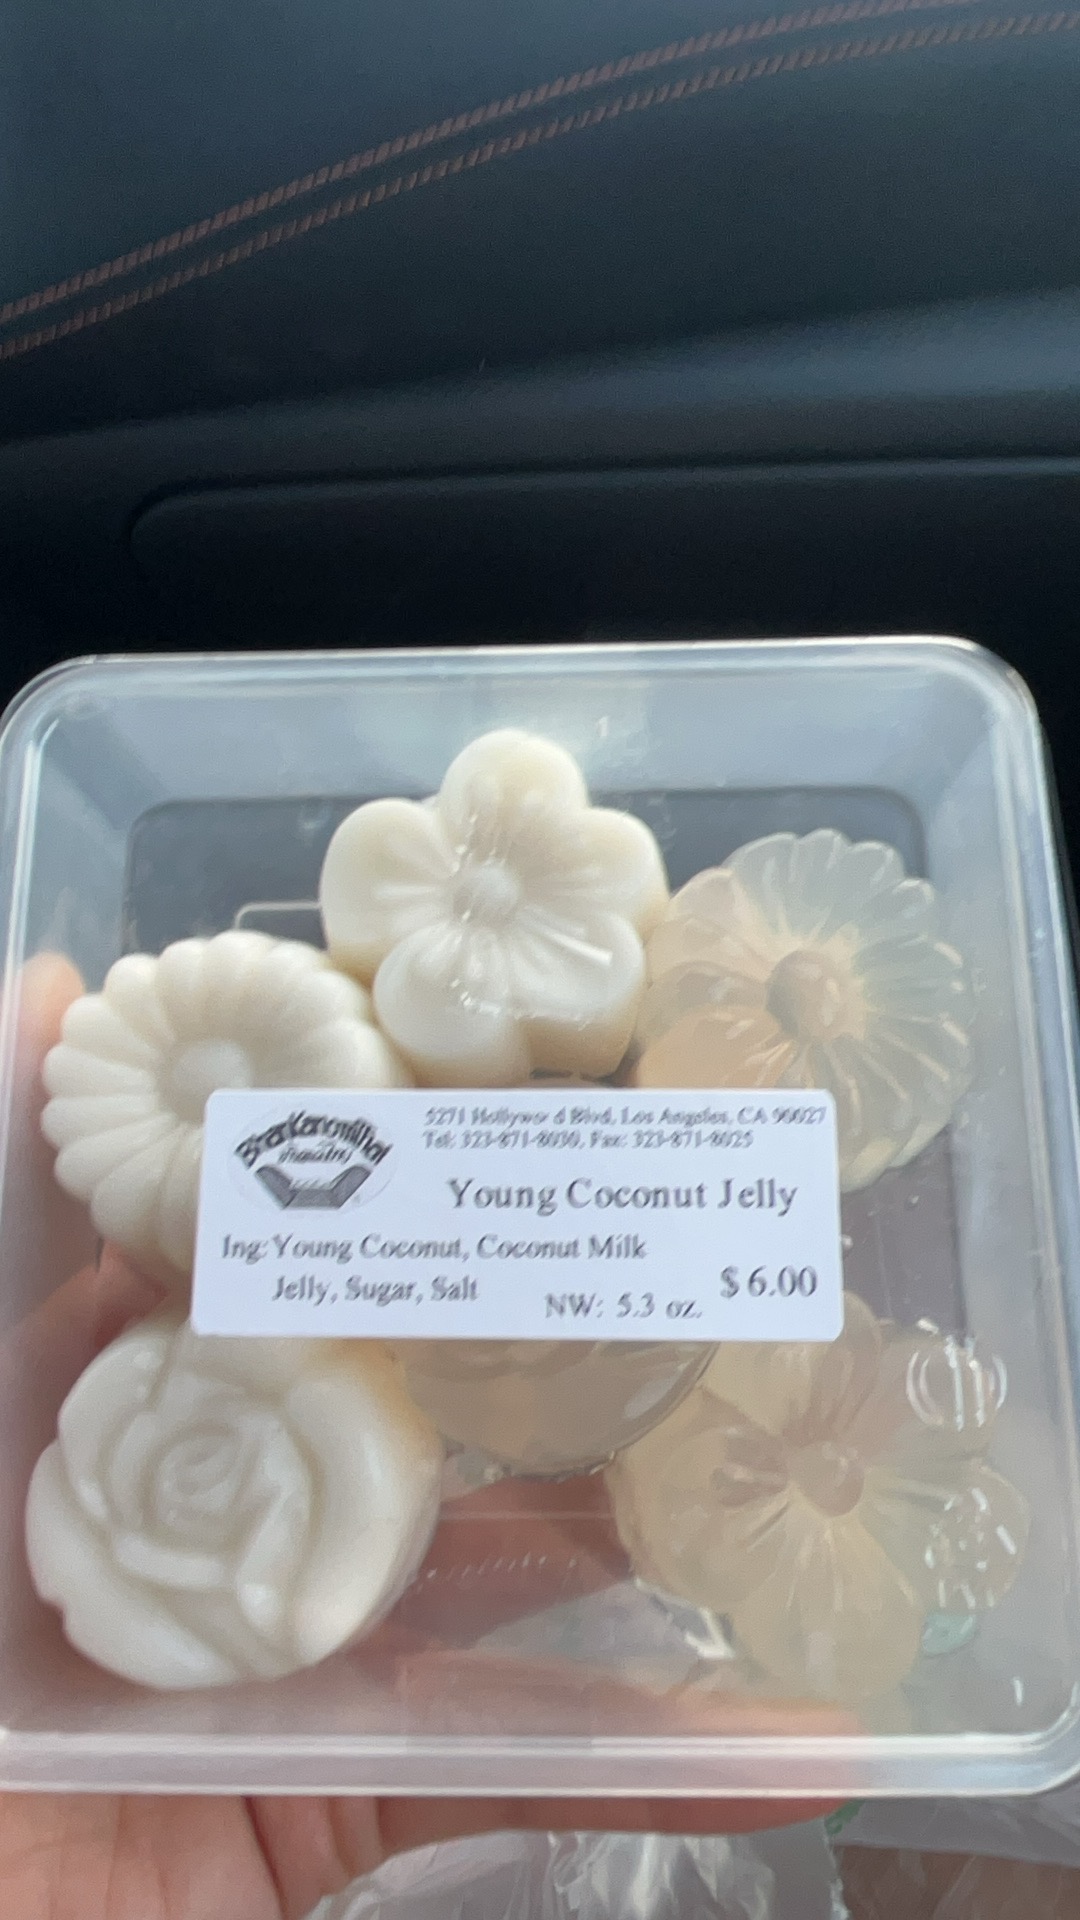 BhanKanomThai
5271 Hollywood Blvd, Los Angeles, CA 90027
Tel: 323-871-8030, Fax: 323-871-8025
Young Coconut Jelly
Ing: Young Coconut, Coconut Milk
Jelly, Sugar, Salt
$ 6.00
NW: 5.3 oz.